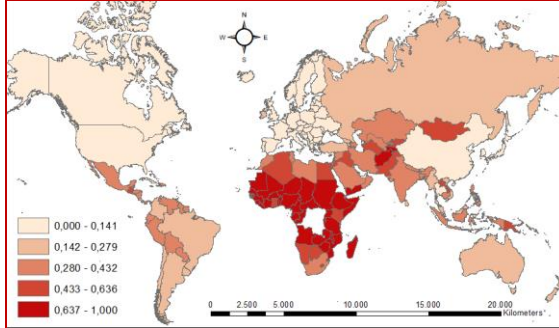 N
W E
S
0,000 - 0,141
0,142 - 0,279
0,280 - 0,432
0,433 - 0,636
0,637 - 1,000
0 2.500 5.000 10.000 15.000 20.000
Kilometers